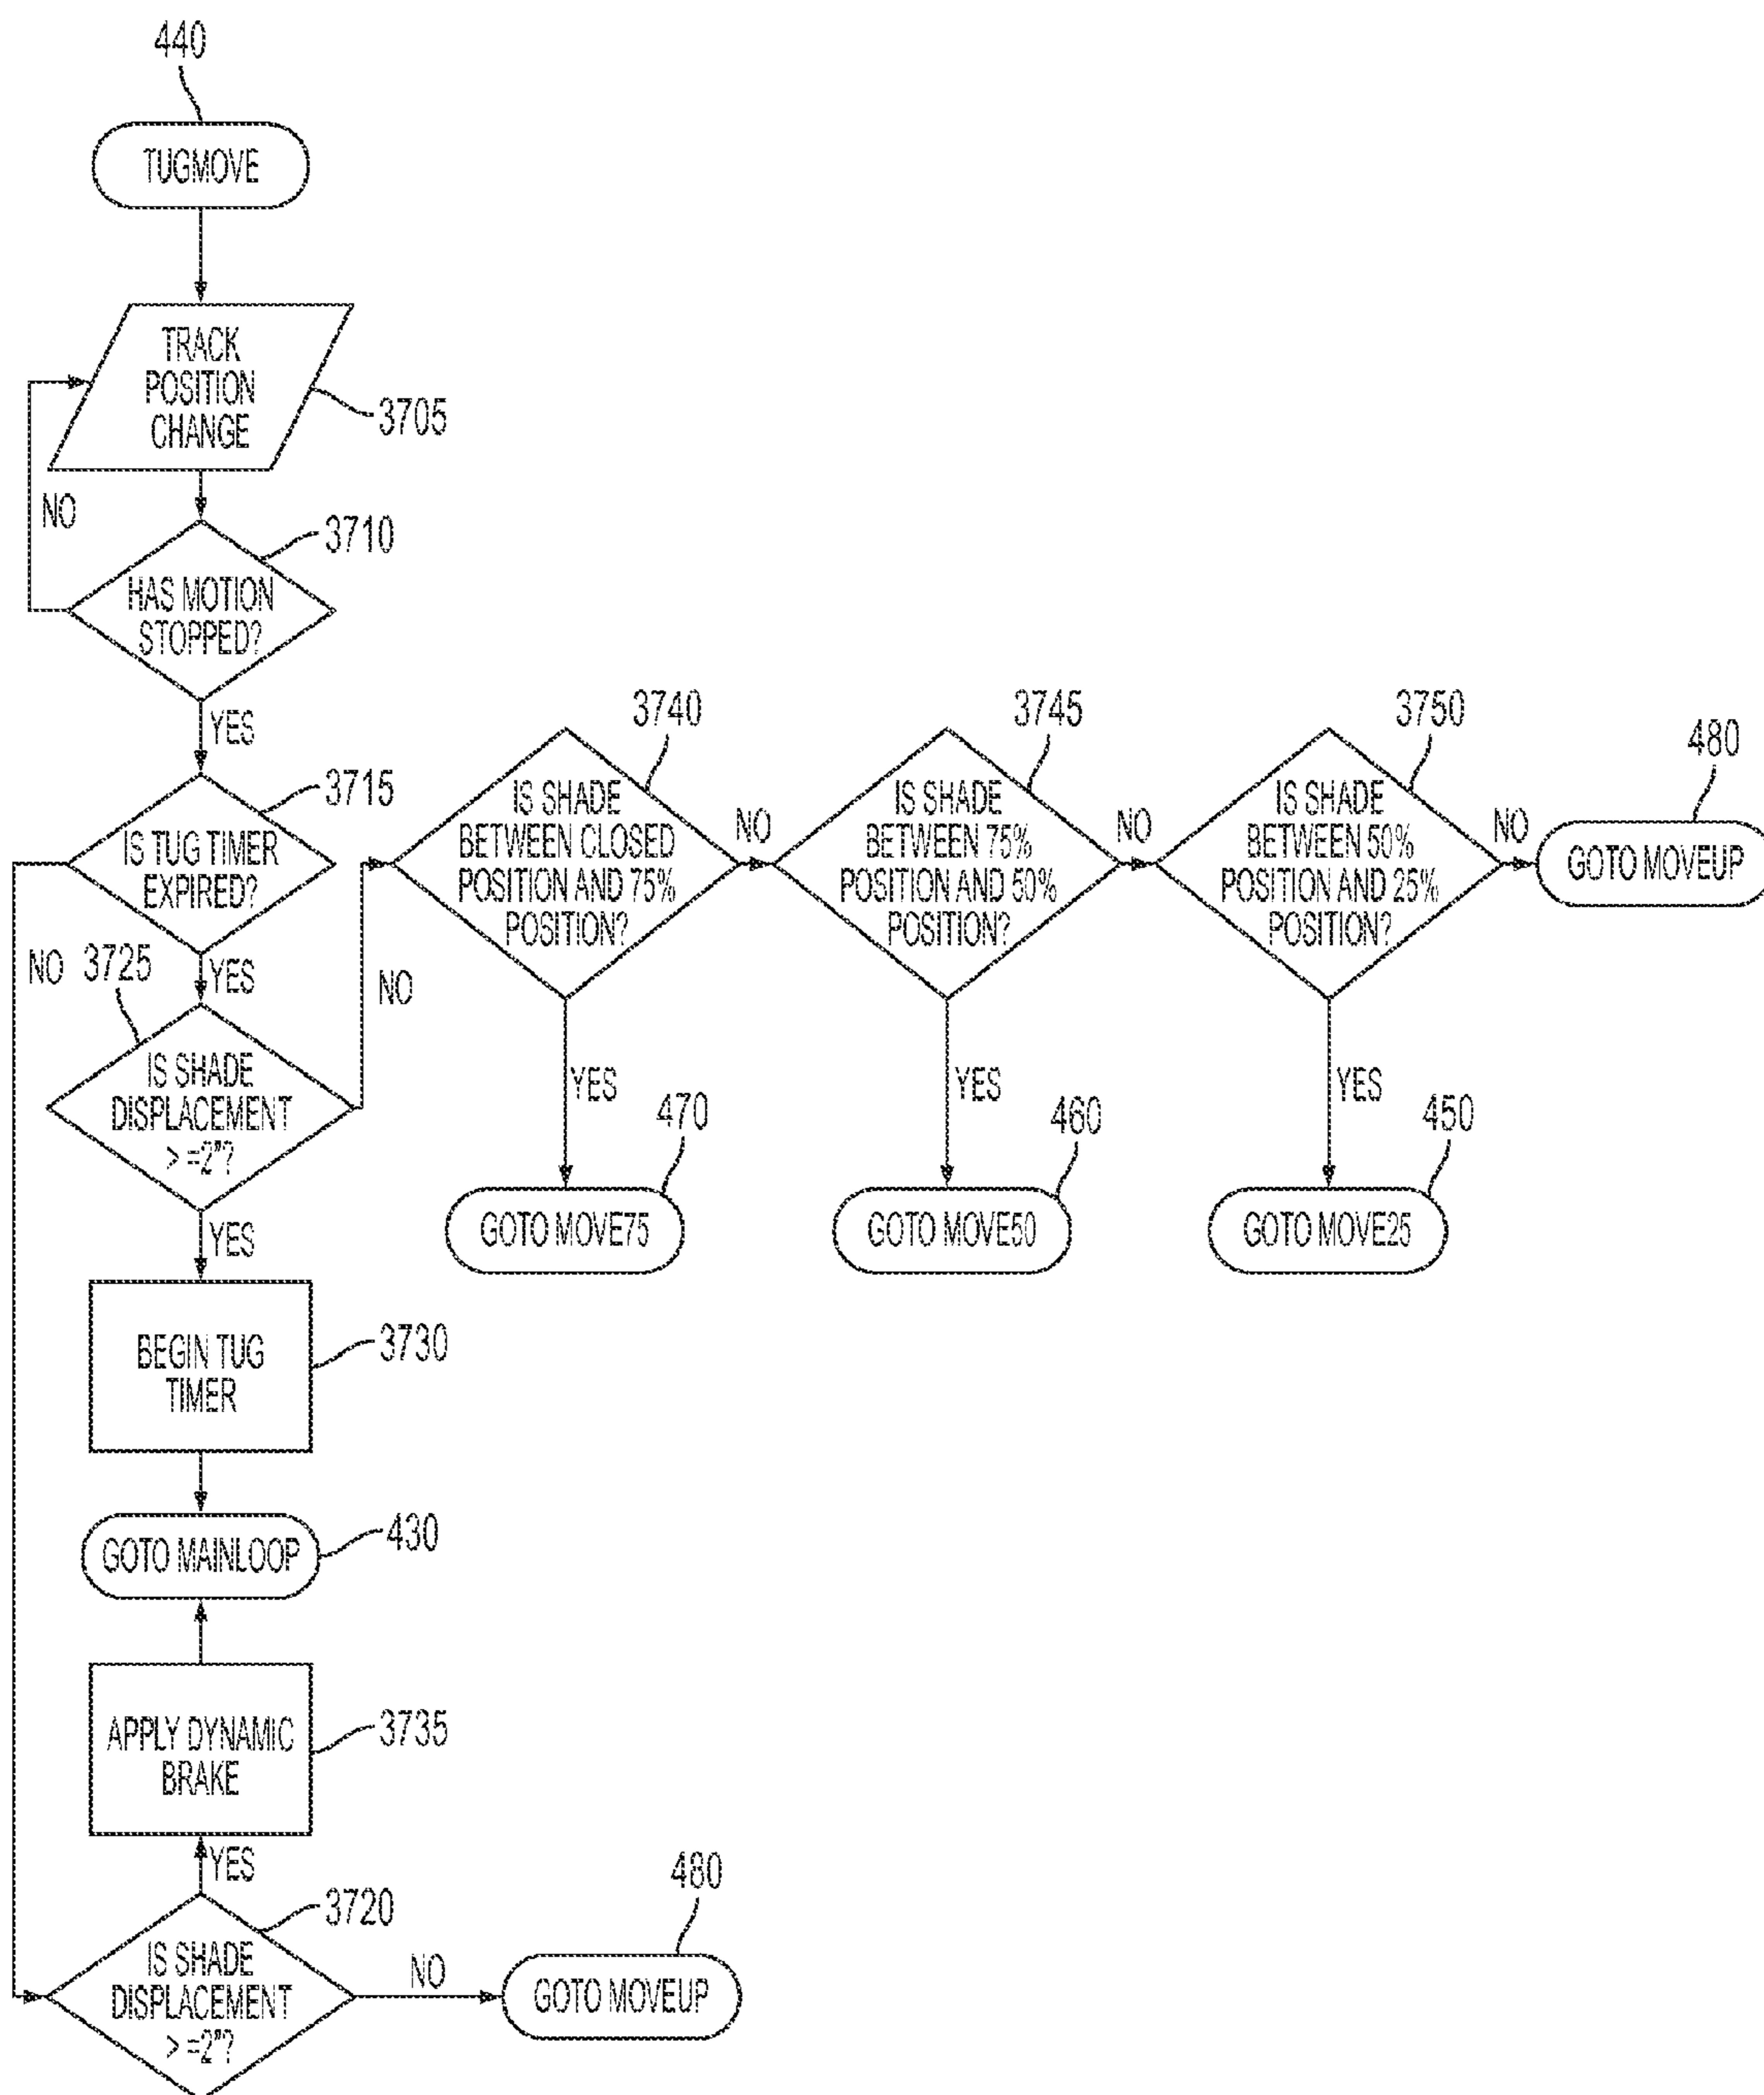 440
TUGMOVE
TRACK
POSITION
CHANGE
3705
NO
3710
HAS MOTION
STOPPED?
YES
3715
IS TUG TIMER
EXPIRED?
NO
3725
YES
IS SHADE
DISPLACEMENT
> =2"?
NO
YES
3740
IS SHADE
BETWEEN CLOSED
POSITION AND 75%
POSITION?
NO
YES
470
GOTO MOVE75
3745
IS SHADE
BETWEEN 75%
POSITION AND 50%
POSITION?
NO
YES
460
GOTO MOVE50
3750
IS SHADE
BETWEEN 50%
POSITION AND 25%
POSITION?
NO
YES
450
GOTO MOVE25
480
GOTO MOVEUP
BEGIN TUG
TIMER
3730
GOTO MAINLOOP
430
APPLY DYNAMIC
BRAKE
3735
YES
3720
IS SHADE
DISPLACEMENT
> =2"?
NO
480
GOTO MOVEUP